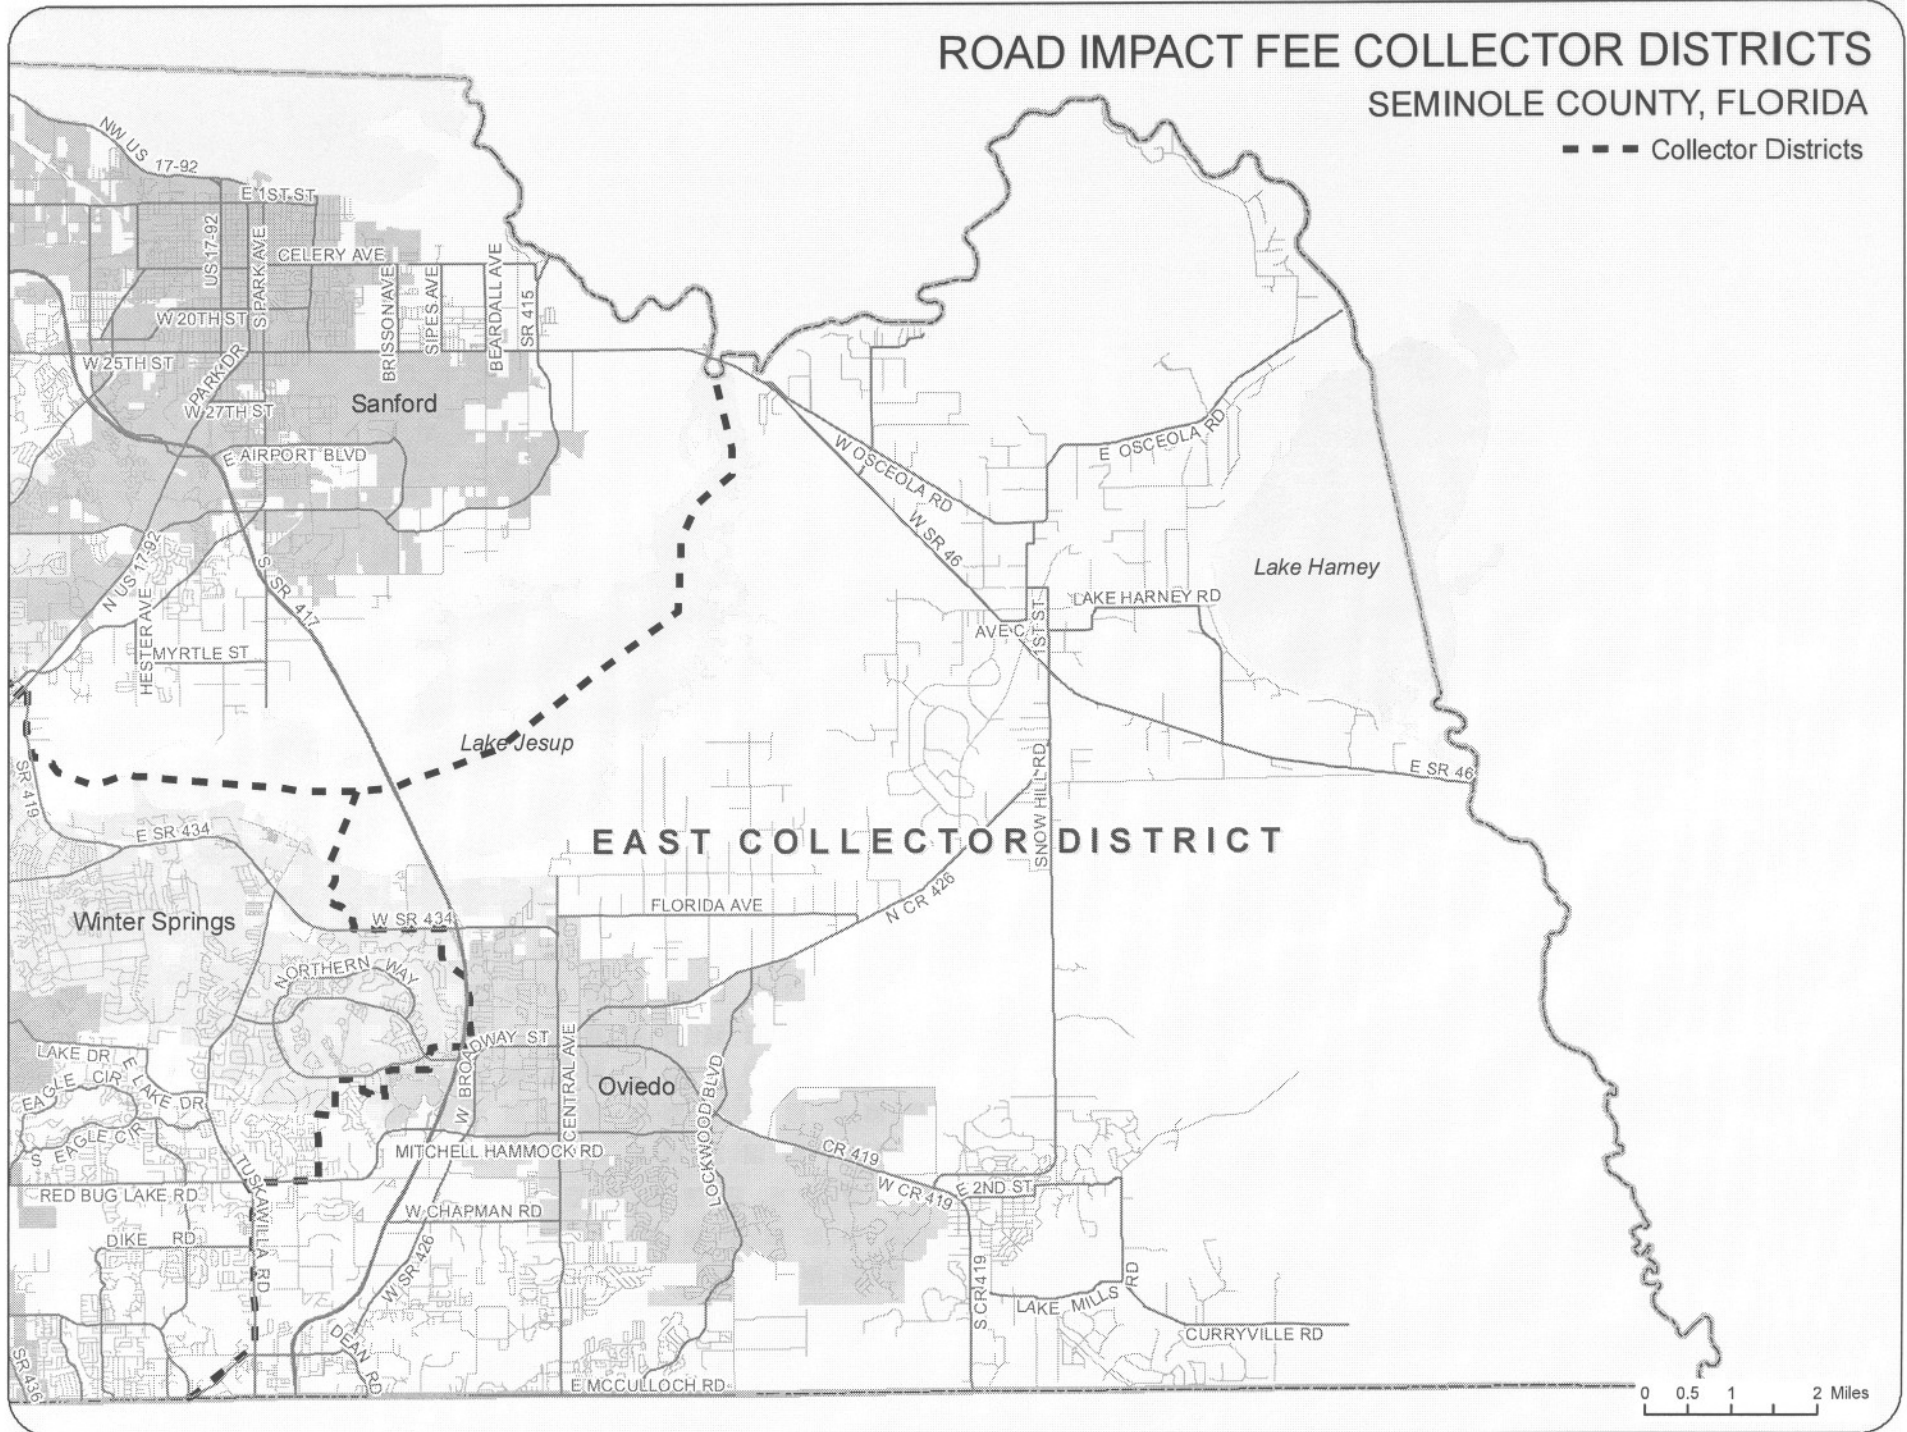 ROAD IMPACT FEE COLLECTOR DISTRICTS
SEMINOLE COUNTY, FLORIDA
Collector Districts
NW US 17-92
E 1ST ST
US 17-92
S PARK AVE
CELERY AVE
BRISSON AVE
SIPES AVE
BEARDALL AVE
SR 415
W 20TH ST
W 25TH ST
PARK DR
W 27TH ST
Sanford
E AIRPORT BLVD
W OSCEOLA RD
E OSCEOLA RD
W SR 46
N US 17-92
S SR 417
Lake Harney
LAKE HARNEY RD
AVE C
1ST ST
HESTER AVE
MYRTLE ST
Lake Jesup
SR 419
E SR 46
SNOW HILL RD
E SR 434
EAST COLLECTOR DISTRICT
N CR 426
FLORIDA AVE
Winter Springs
W SR 434
NORTHERN WAY
LAKE DR
E LAKE DR
EAGLE CIR
S EAGLE CIR
W BROADWAY ST
CENTRAL AVE
Oviedo
LOCKWOOD BLVD
MITCHELL HAMMOCK RD
CR 419
W CR 419
E 2ND ST
TUSKAWILLA RD
RED BUG LAKE RD
W CHAPMAN RD
DIKE RD
W SR 426
S CR 419
LAKE MILLS RD
CURRYVILLE RD
DEAN RD
SR 436
E MCCULLOCH RD
0 0.5 1 2 Miles